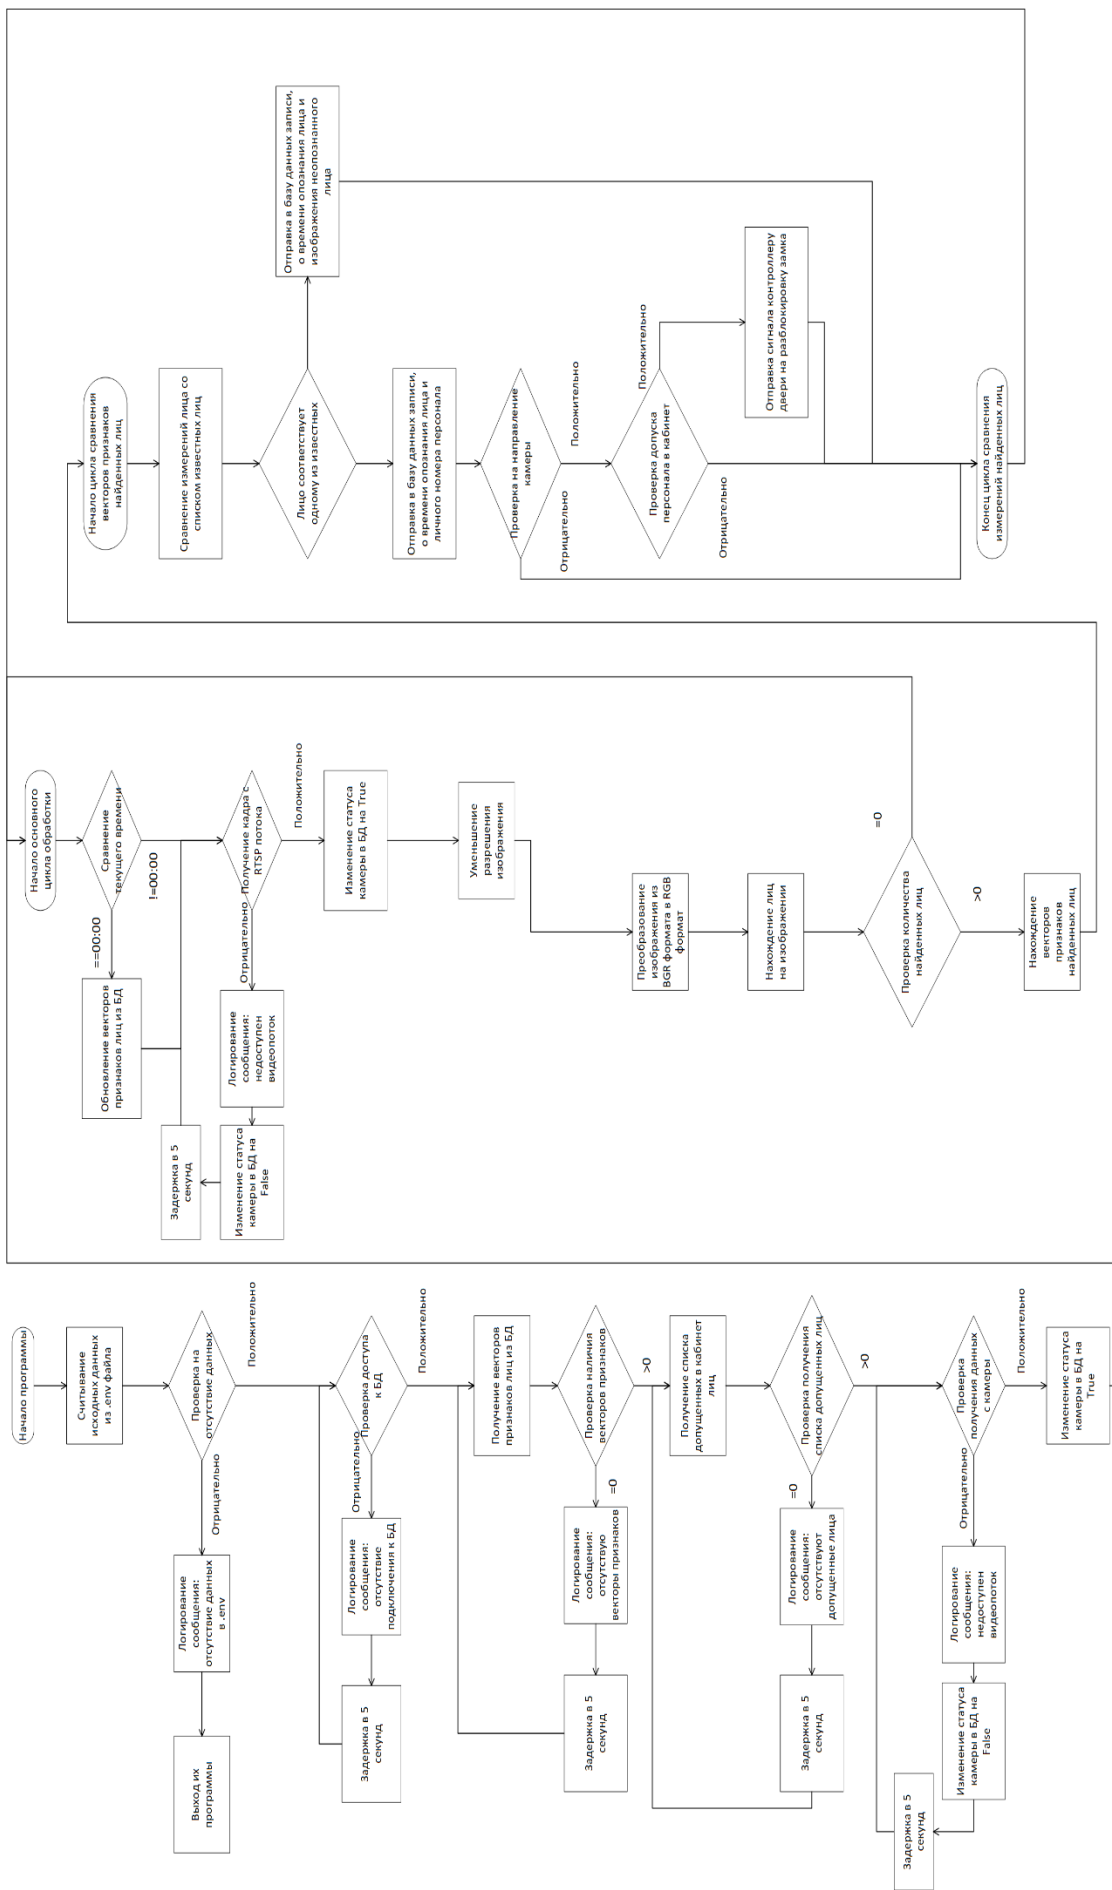 Начало программы
Считывание
исходных данных
из .env файла
Проверка на
отсутствие данных
Положительно
Отрицательно
Логирование
сообщения:
отсутствие данных
в .env
Выход их
программы
Проверка доступа
к БД
Положительно
Отрицательно
Логирование
сообщения:
отсутствие
подключения к БД
Задержка в 5
секунд
Получение векторов
признаков лиц из БД
Проверка наличия
векторов признаков
>0
=0
Логирование
сообщения:
отсутствую
векторы признаков
Задержка в 5
секунд
Получение списка
допущенных в кабинет
лиц
Проверка получения
списка допущенных лиц
>0
=0
Логирование
сообщения:
отсутствуют
допущенные лица
Задержка в 5
секунд
Проверка
получения данных
с камеры
Положительно
Отрицательно
Логирование
сообщения:
недоступен
видеопоток
Изменение статуса
камеры в БД на
False
Задержка в 5
секунд
Изменение статуса
камеры в БД на
True
Начало основного
цикла обработки
Сравнение
текущего времени
==00:00
!=00:00
Обновление векторов
признаков лиц из БД
Получение кадра с
RTSP потока
Положительно
Отрицательно
Логирование
сообщения:
недоступен
видеопоток
Изменение статуса
камеры в БД на
False
Задержка в 5
секунд
Изменение статуса
камеры в БД на True
Уменьшение
разрешения
изображения
Преобразование
изображения из
BGR формата в RGB
формат
Нахождение лиц
на изображении
Проверка количества
найденных лиц
=0
>0
Нахождение
векторов
признаков
найденных лиц
Начало цикла сравнения
векторов признаков
найденных лиц
Сравнение измерений лица со
списком известных лиц
Лицо соответствует
одному из известных
Отправка в базу данных записи,
о времени опознания лица и
изображения неопознанного
лица
Отправка в базу данных записи,
о времени опознания лица и
личного номера персонала
Проверка на направление
камеры
Положительно
Отрицательно
Проверка допуска
персонала в кабинет
Положительно
Отрицательно
Отправка сигнала контроллеру
двери на разблокировку замка
Конец цикла сравнения
измерений найденных лиц